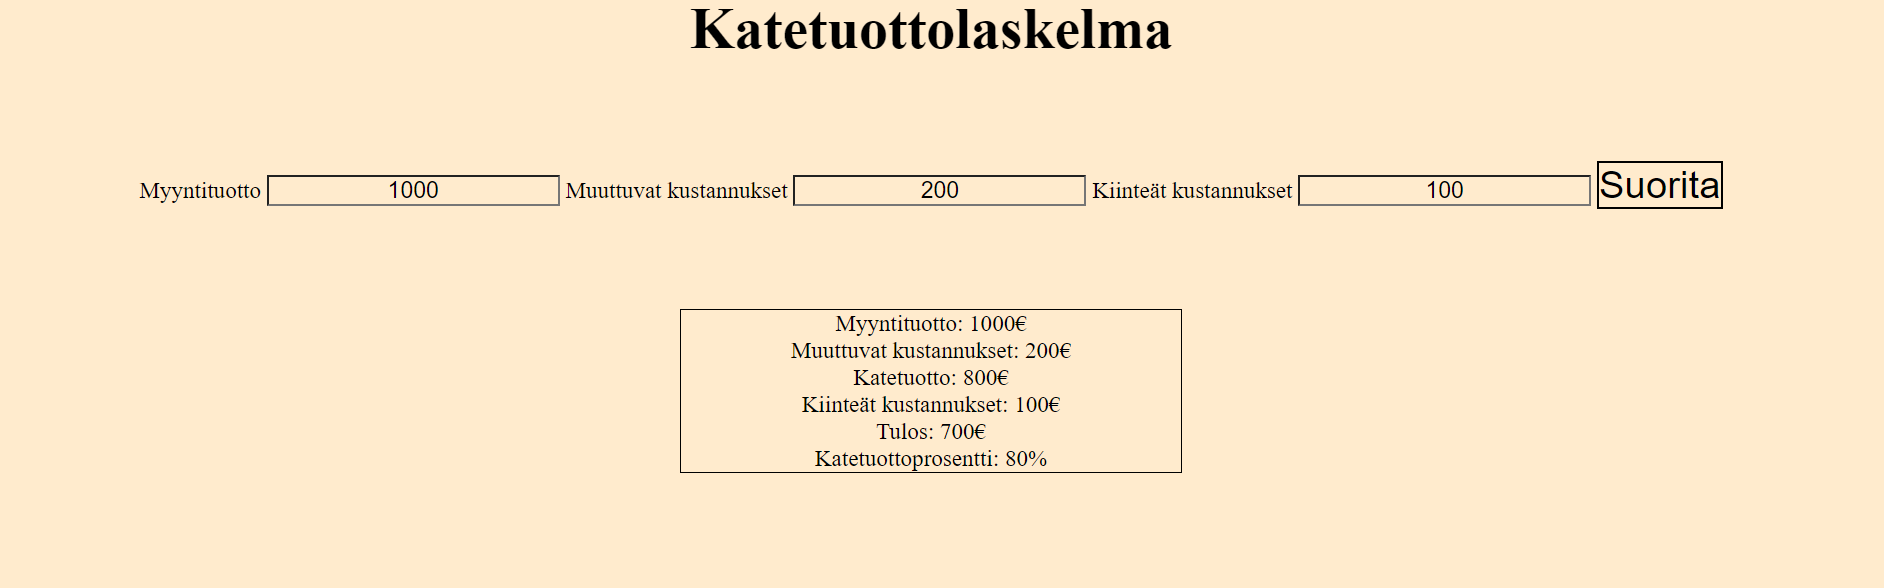 Katetuottolaskelma
Myyntituotto 1000 Muuttuvat kustannukset 200 Kiinteät kustannukset 100 Suorita
Myyntituotto: 1000€
Muuttuvat kustannukset: 200€
Katetuotto: 800€
Kiinteät kustannukset: 100€
Tulos: 700€
Katetuottoprosentti: 80%